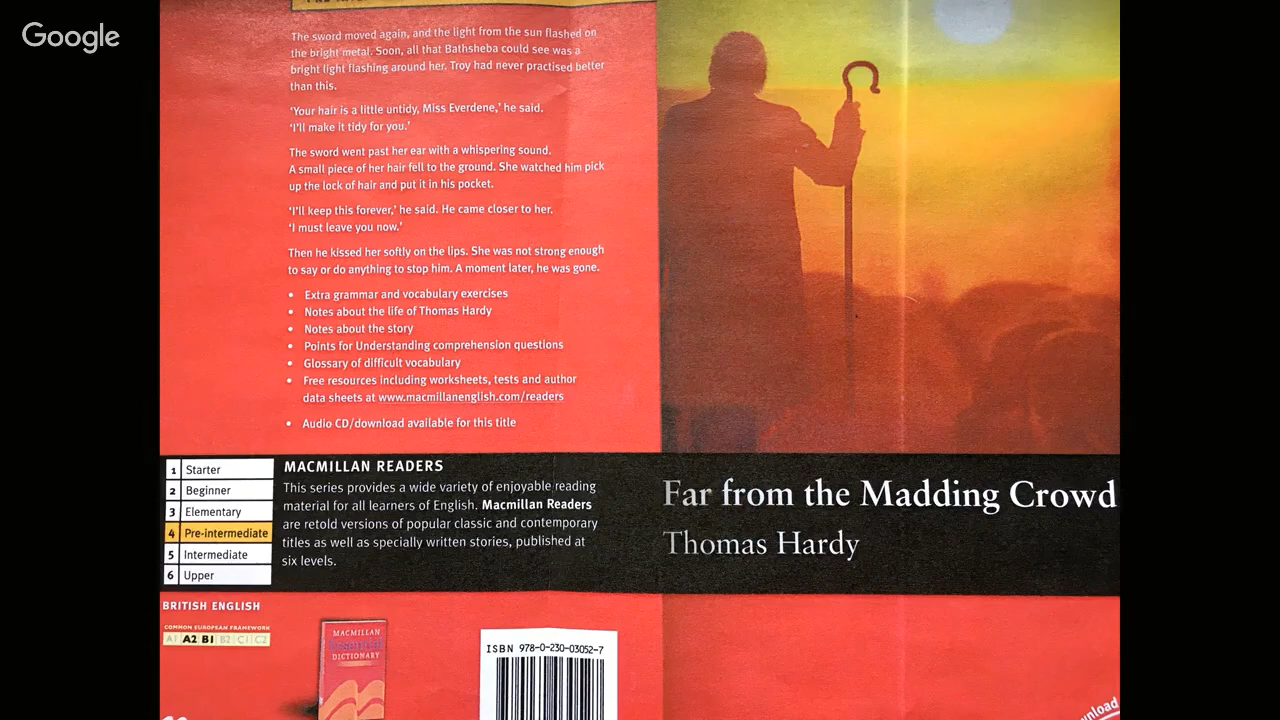 Google
The sword moved again, and the light from the sun flashed on
the bright metal. Soon, all that Bathsheba could see was a
bright light flashing around her. Troy had never practised better
than this.
‘Your hair is a little untidy, Miss Everdene,’ he said.
‘I’ll make it tidy for you.’
The sword went past her ear with a whispering sound.
A small piece of her hair fell to the ground. She watched him pick
up the lock of hair and put it in his pocket.
‘I’ll keep this forever,’ he said. He came closer to her.
‘I must leave you now.’
Then he kissed her softly on the lips. She was not strong enough
to say or do anything to stop him. A moment later, he was gone.
• Extra grammar and vocabulary exercises
• Notes about the life of Thomas Hardy
• Notes about the story
• Points for Understanding comprehension questions
• Glossary of difficult vocabulary
• Free resources including worksheets, tests and author
data sheets at www.macmillanenglish.com/readers
• Audio CD/download available for this title
1 Starter
2 Beginner
3 Elementary
4 Pre-intermediate
5 Intermediate
6 Upper
MACMILLAN READERS
This series provides a wide variety of enjoyable reading
material for all learners of English. Macmillan Readers
are retold versions of popular classic and contemporary
titles as well as specially written stories, published at
six levels.
Far from the Madding Crowd
Thomas Hardy
BRITISH ENGLISH
COMMON EUROPEAN FRAMEWORK
A1 A2 B1 B2 C1 C2
MACMILLAN
DICTIONARY
ISBN 978-0-230-03052-7